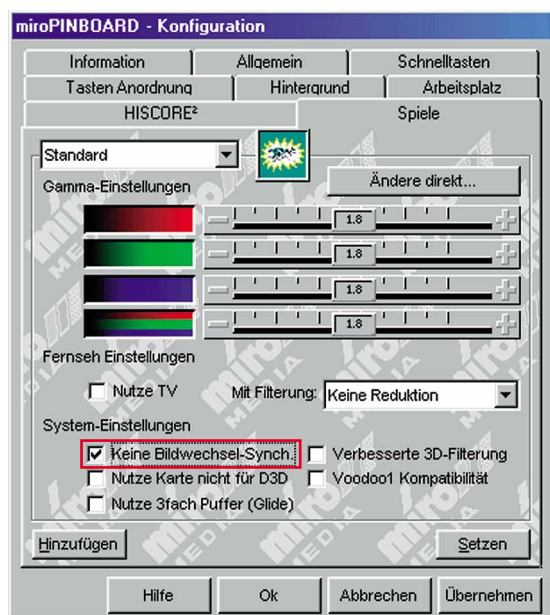 miroPINBOARD - Konfiguration
Information
Allgemein
Schnelltasten
Tasten Anordnung
Hintergrund
Arbeitsplatz
HISCORE²
Spiele
Standard
Ändere direkt...
Gamma-Einstellungen
1.8
1.8
1.8
1.8
Fernseh Einstellungen
Nutze TV
Mit Filterung:
Keine Reduktion
System-Einstellungen
Keine Bildwechsel-Synch.
Verbesserte 3D-Filterung
Nutze Karte nicht für D3D
Voodoo1 Kompatibilität
Nutze 3fach Puffer (Glide)
Hinzufügen
Setzen
Hilfe
Ok
Abbrechen
Übernehmen
miro
MEDIA